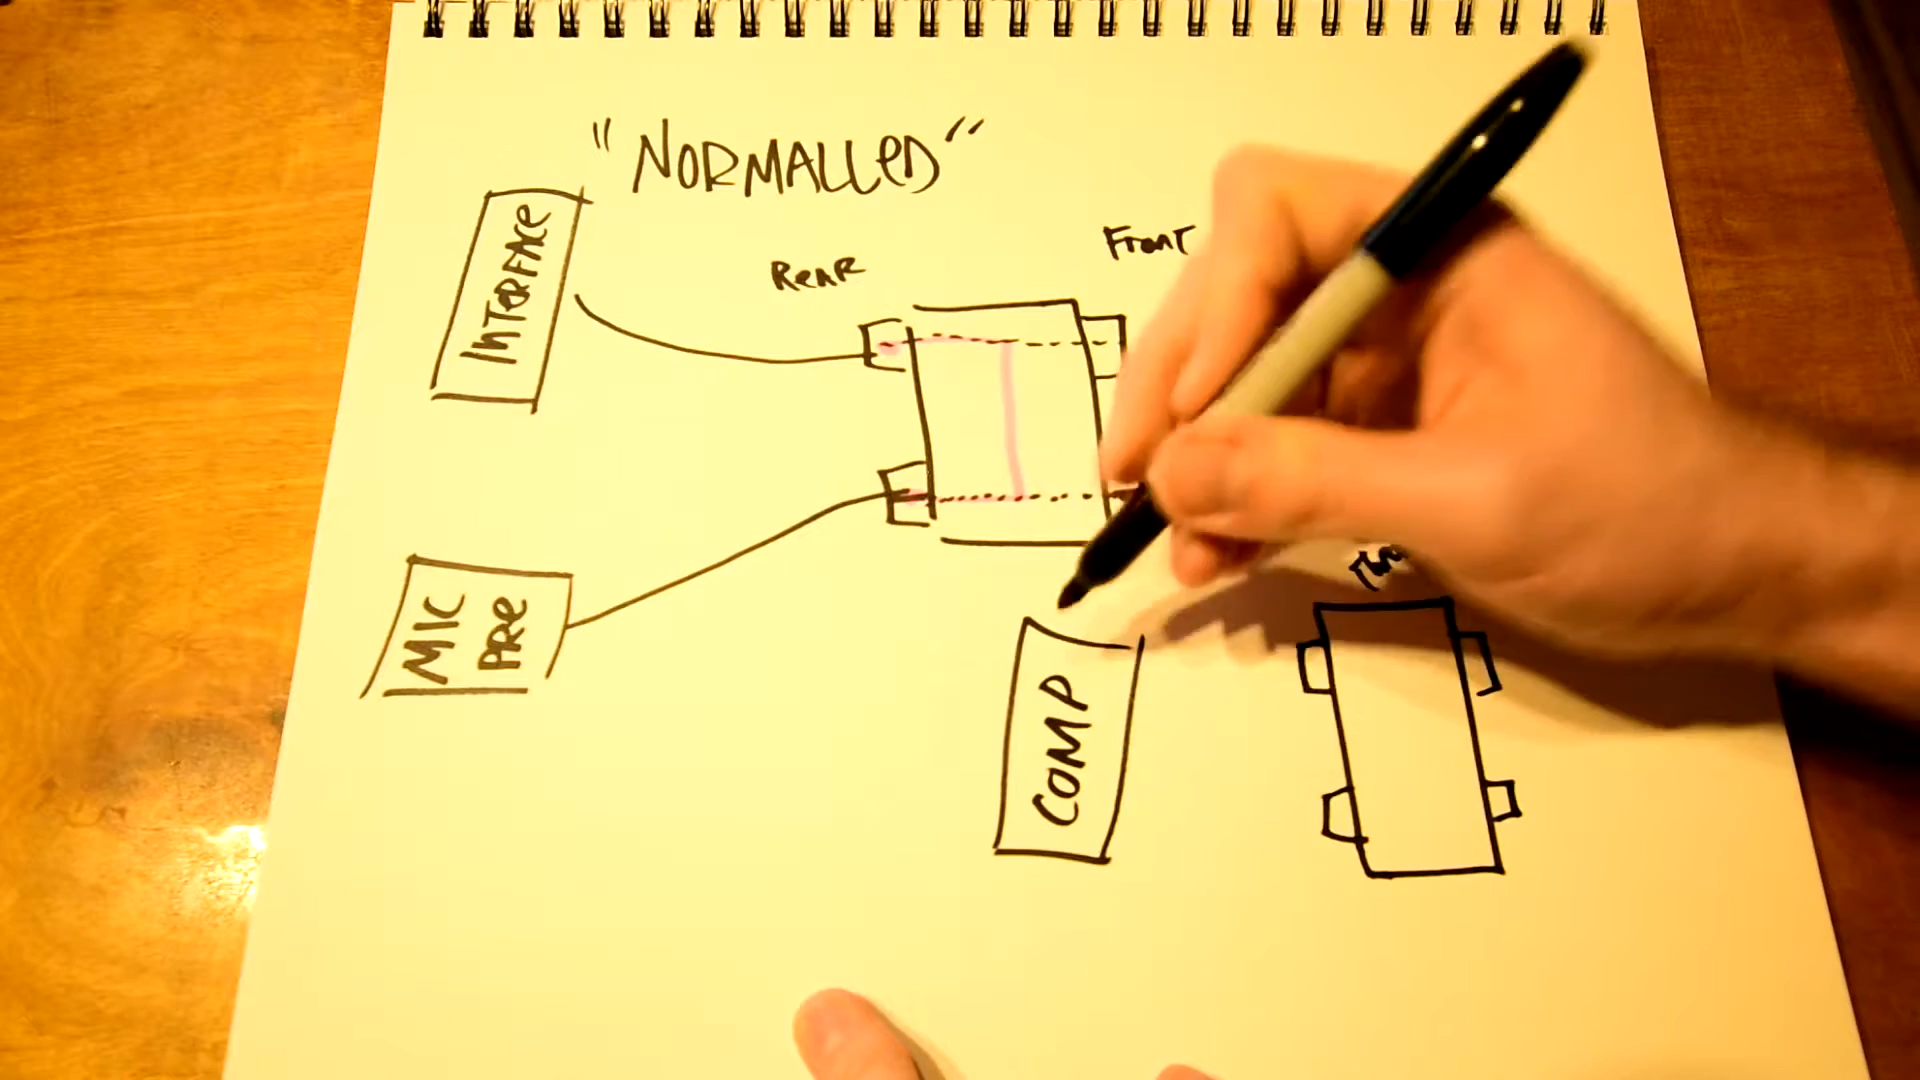 "NORMALLED"
Front
Rear
INTERFACE
MIC
PRE
COMP